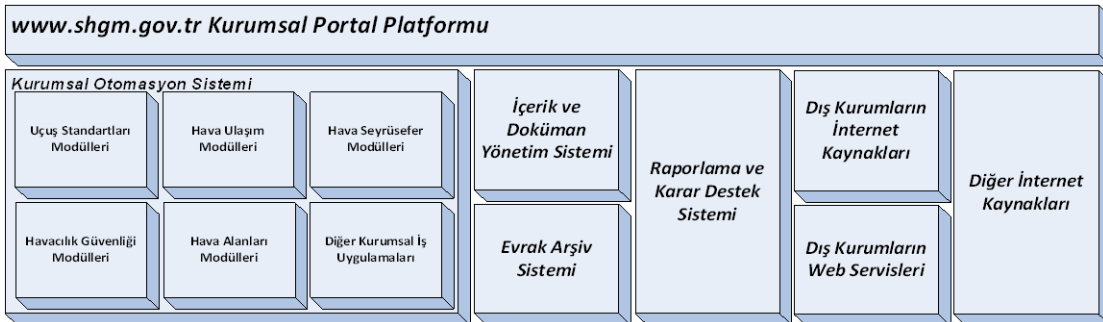 www.shgm.gov.tr Kurumsal Portal Platformu
Kurumsal Otomasyon Sistemi
Uçuş Standartları
Modülleri
Hava Ulaşım
Modülleri
Hava Seyrüsefer
Modülleri
Havacılık Güvenliği
Modülleri
Hava Alanları
Modülleri
Diğer Kurumsal İş
Uygulamaları
İçerik ve
Doküman
Yönetim Sistemi
Evrak Arşiv
Sistemi
Raporlama ve
Karar Destek
Sistemi
Dış Kurumların
İnternet
Kaynakları
Dış Kurumların
Web Servisleri
Diğer İnternet
Kaynakları